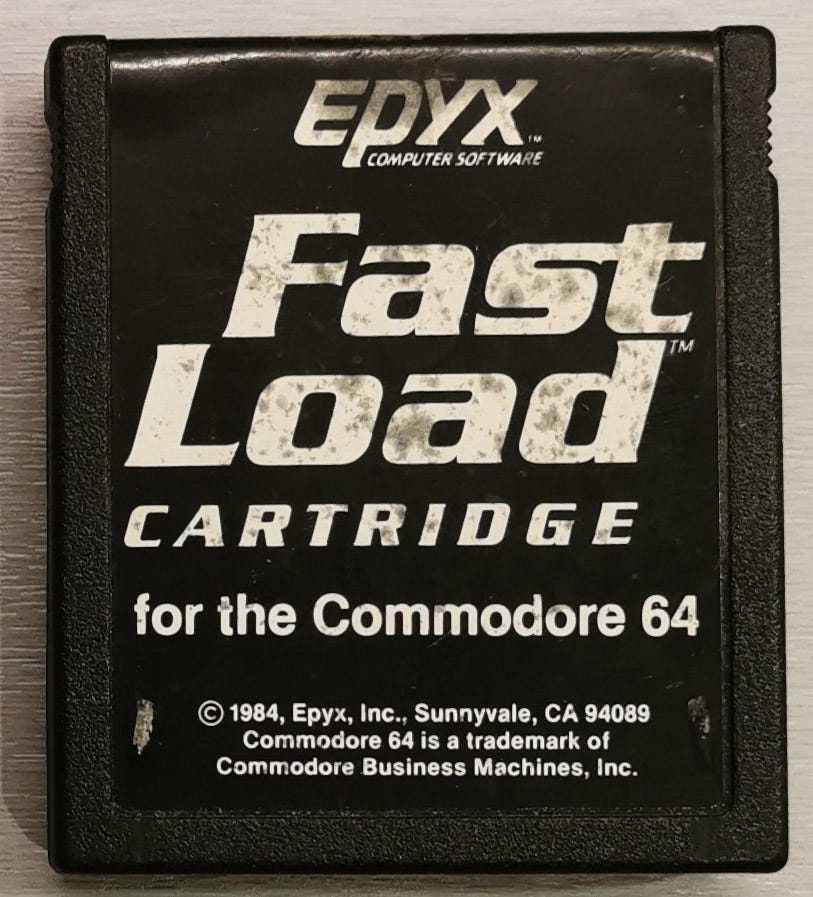 EPYX™
COMPUTER SOFTWARE
Fast
Load™
CARTRIDGE
for the Commodore 64
© 1984, Epyx, Inc., Sunnyvale, CA 94089
Commodore 64 is a trademark of
Commodore Business Machines, Inc.